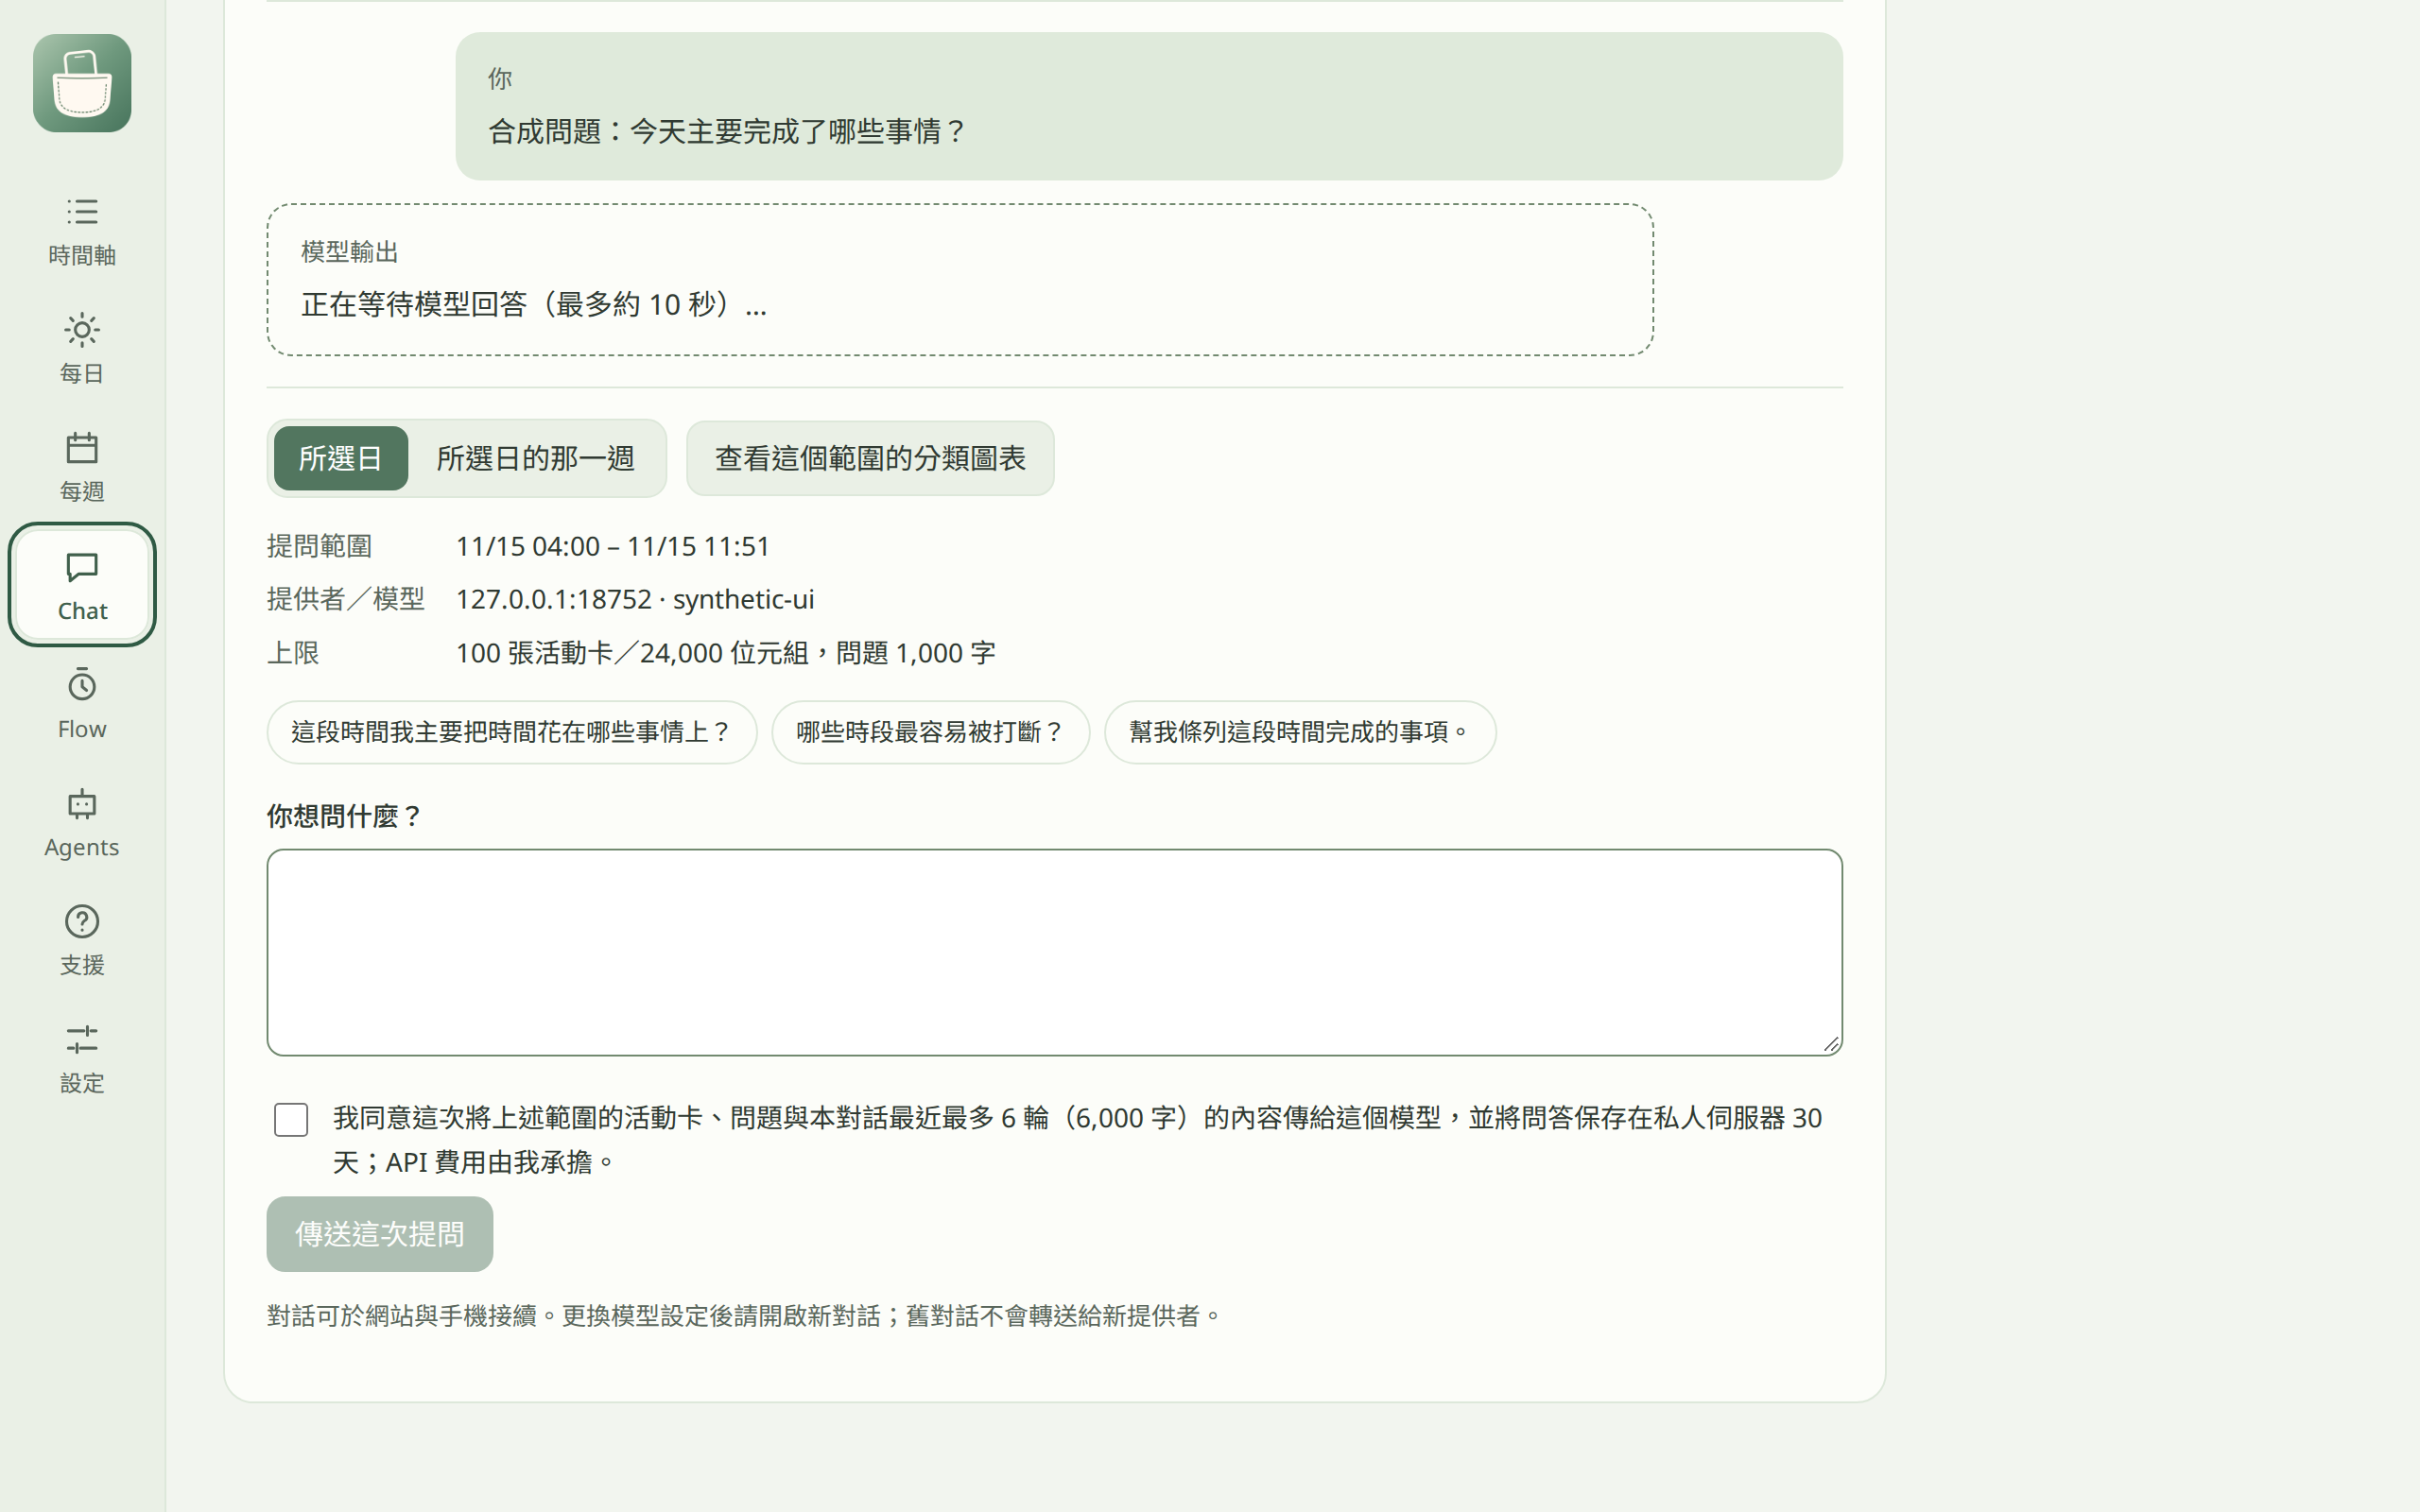 時間軸
每日
每週
Chat
Flow
Agents
支援
設定
你
合成問題：今天主要完成了哪些事情？
模型輸出
正在等待模型回答（最多約 10 秒）…
所選日
所選日的那一週
查看這個範圍的分類圖表
提問範圍 11/15 04:00 – 11/15 11:51
提供者／模型 127.0.0.1:18752 · synthetic-ui
上限 100 張活動卡／24,000 位元組，問題 1,000 字
這段時間我主要把時間花在哪些事情上？
哪些時段最容易被打斷？
幫我條列這段時間完成的事項。
你想問什麼？
我同意這次將上述範圍的活動卡、問題與本對話最近最多 6 輪（6,000 字）的內容傳給這個模型，並將問答保存在私人伺服器 30
天；API 費用由我承擔。
傳送這次提問
對話可於網站與手機接續。更換模型設定後請開啟新對話；舊對話不會轉送給新提供者。